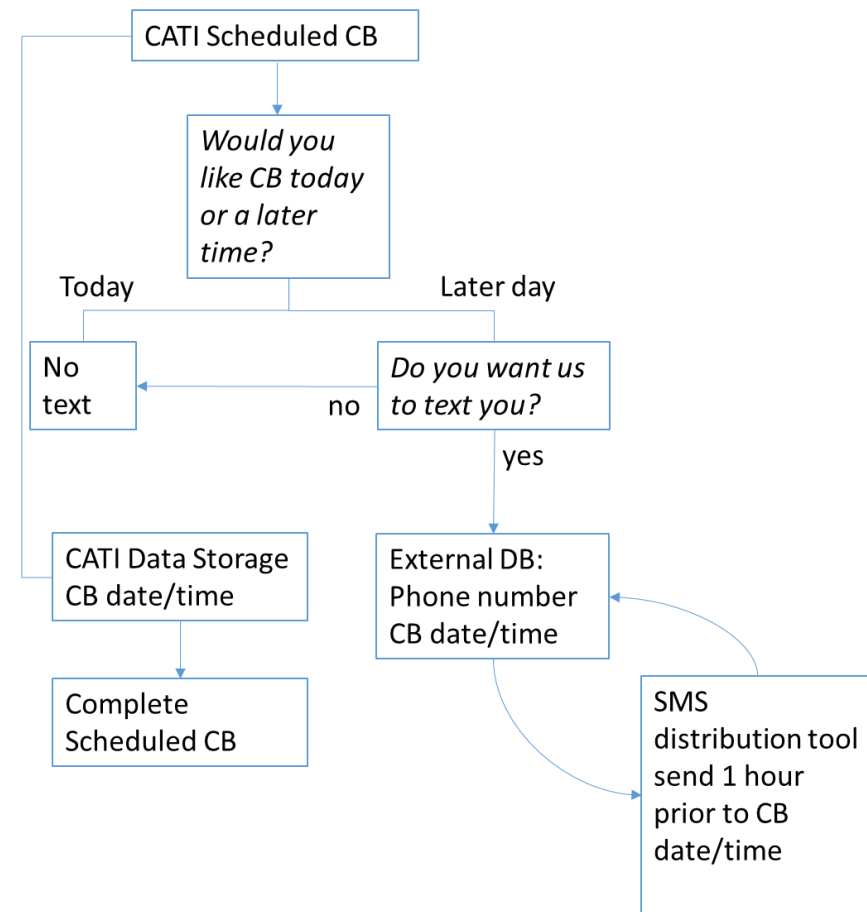 CATI Scheduled CB
Would you
like CB today
or a later
time?
Today
Later day
No
text
Do you want us
to text you?
no
yes
CATI Data Storage
CB date/time
External DB:
Phone number
CB date/time
Complete
Scheduled CB
SMS
distribution tool
send 1 hour
prior to CB
date/time